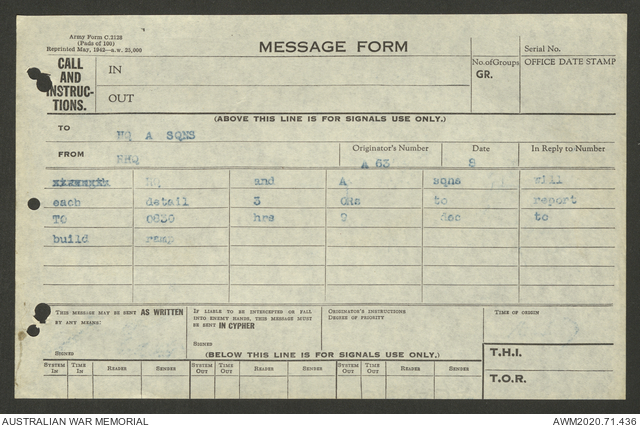 Army Form C.2128
(Pads of 100)
Reprinted May, 1942—a.w. 25,000
MESSAGE FORM
Serial No.
CALL AND INSTRUC-TIONS.
IN
OUT
No. of Groups
GR.
OFFICE DATE STAMP
(ABOVE THIS LINE IS FOR SIGNALS USE ONLY.)
TO
HQ A SQNS
FROM
RHQ
Originator's Number
A 63
Date
8
In Reply to Number
HQ and A sqns will
each detail 3 ORs to report
TO 0630 hrs 9 dec to
build ramp
THIS MESSAGE MAY BE SENT AS WRITTEN BY ANY MEANS.
SIGNED
IF LIABLE TO BE INTERCEPTED OR FALL INTO ENEMY HANDS, THIS MESSAGE MUST BE SENT IN CYPHER
SIGNED
ORIGINATOR'S INSTRUCTIONS
DEGREE OF PRIORITY
TIME OF ORIGIN
(BELOW THIS LINE IS FOR SIGNALS USE ONLY.)
T.H.I.
T.O.R.
SYSTEM IN TIME IN READER SENDER SYSTEM OUT TIME OUT READER SENDER SYSTEM OUT TIME OUT READER SENDER
AUSTRALIAN WAR MEMORIAL
AWM2020.71.436